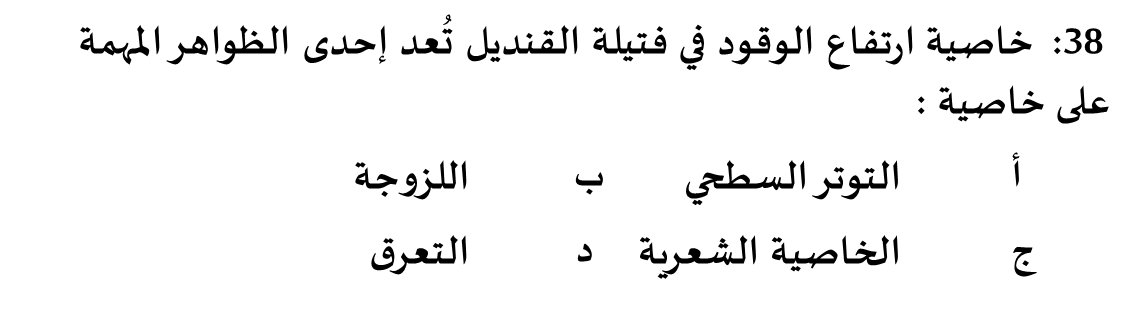 38: خاصية ارتفاع الوقود في فتيلة القنديل تُعد إحدى الظواهر المهمة
على خاصية :
أ التوتر السطحي ب اللزوجة
ج الخاصية الشعرية د التعرق